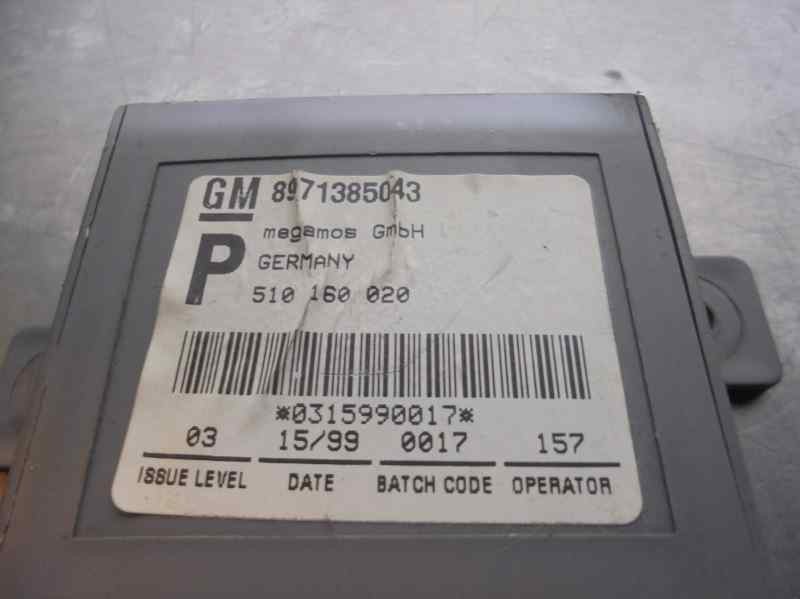 GM 8971385043
megamos GmbH
P GERMANY
510 160 020
*0315990017*
03 15/99 0017 157
ISSUE LEVEL DATE BATCH CODE OPERATOR